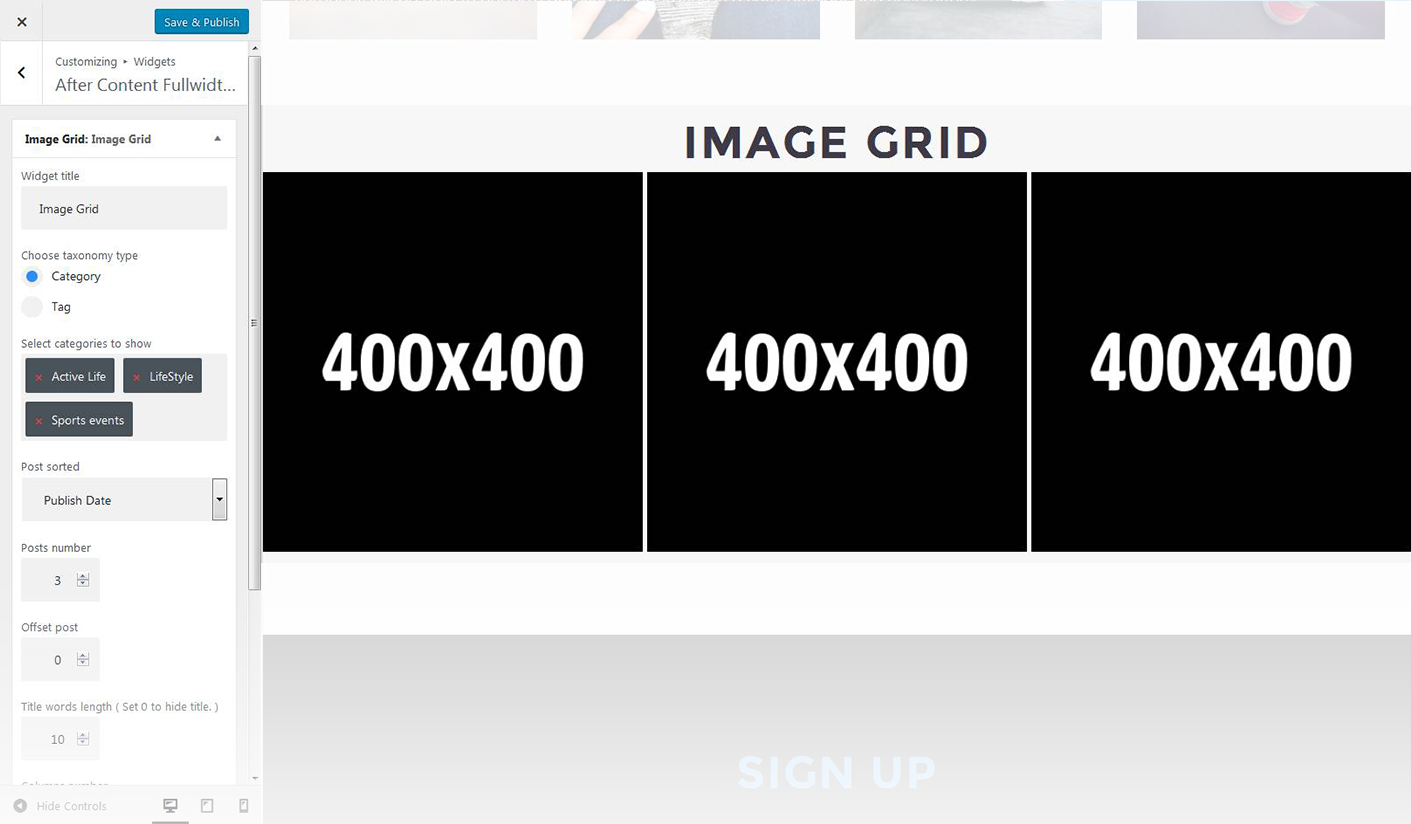 Save & Publish
Customizing ▸ Widgets
After Content Fullwidt...
Image Grid: Image Grid
Widget title
Image Grid
Choose taxonomy type
Category
Tag
Select categories to show
× Active Life × LifeStyle
× Sports events
Post sorted
Publish Date
Posts number
3
Offset post
0
Title words length ( Set 0 to hide title. )
10
Columns number
Hide Controls
IMAGE GRID
400x400 400x400 400x400
SIGN UP